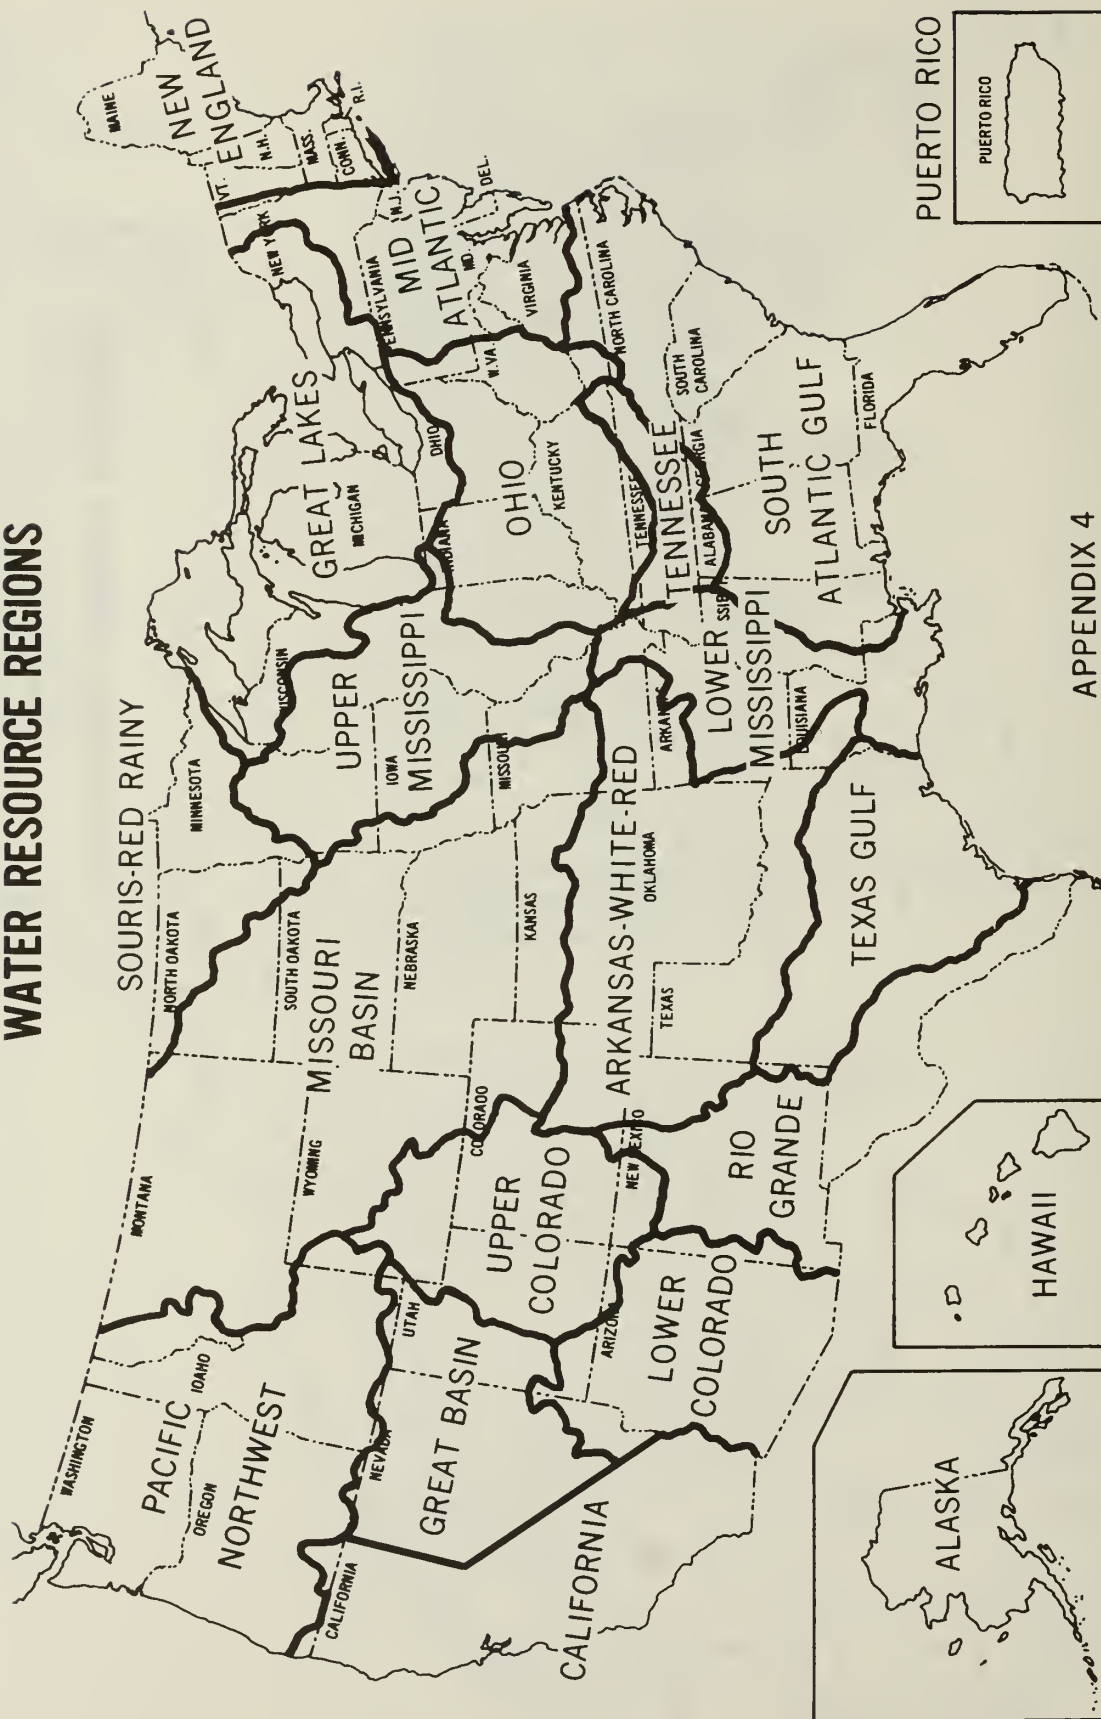 WATER RESOURCE REGIONS
SOURIS-RED RAINY
WASHINGTON
MONTANA
NORTH DAKOTA
MINNESOTA
MAINE
NEW
ENGLAND
VT.
N.H.
MASS.
CONN.
R.I.
NEW YORK
PACIFIC
NORTHWEST
IDAHO
OREGON
WYOMING
SOUTH DAKOTA
MISSOURI
BASIN
NEBRASKA
WISCONSIN
UPPER
MISSISSIPPI
IOWA
GREAT LAKES
MICHIGAN
PENNSYLVANIA
N.J.
MID
ATLANTIC
MD.
DEL.
CALIFORNIA
NEVADA
UTAH
GREAT BASIN
UPPER
COLORADO
COLORADO
KANSAS
MISSOURI
INDIANA
OHIO
OHIO
KENTUCKY
W.VA.
VIRGINIA
CALIFORNIA
ARIZONA
LOWER
COLORADO
NEW MEXICO
RIO
GRANDE
ARKANSAS-WHITE-RED
OKLAHOMA
TEXAS
ARKAN
LOWER
MISSISSIPPI
LOUISIANA
TENNESSEE
TENNESSEE
ALABAMA
NORTH CAROLINA
SOUTH
CAROLINA
SOUTH
ATLANTIC GULF
FLORIDA
TEXAS GULF
ALASKA
HAWAII
PUERTO RICO
PUERTO RICO
APPENDIX 4